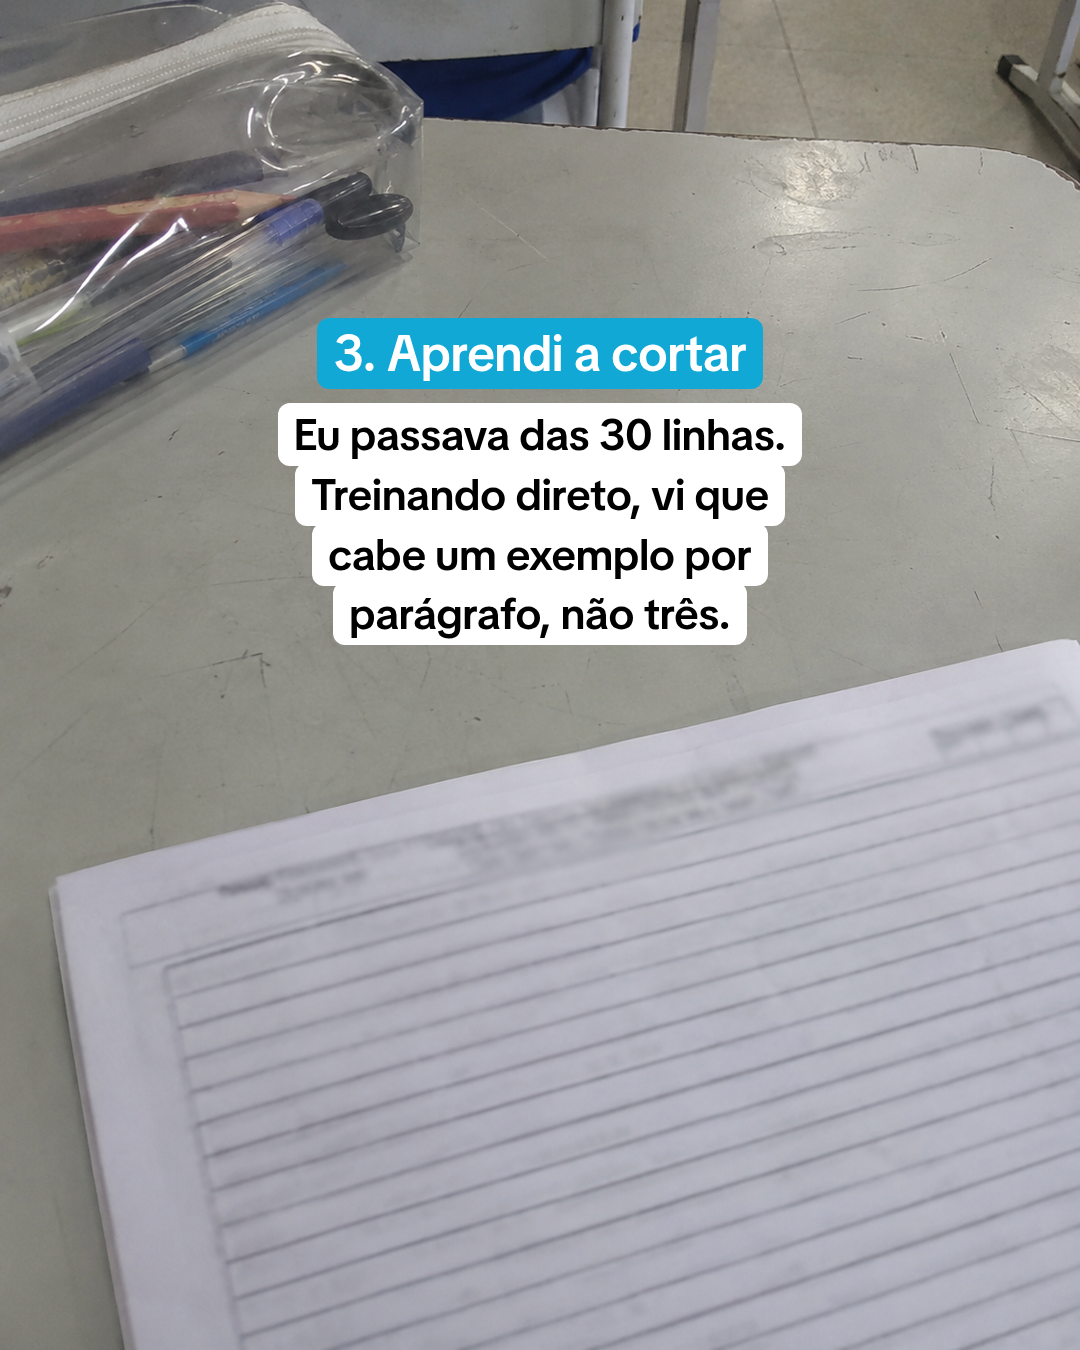 3. Aprendi a cortar
Eu passava das 30 linhas.
Treinando direto, vi que
cabe um exemplo por
parágrafo, não três.